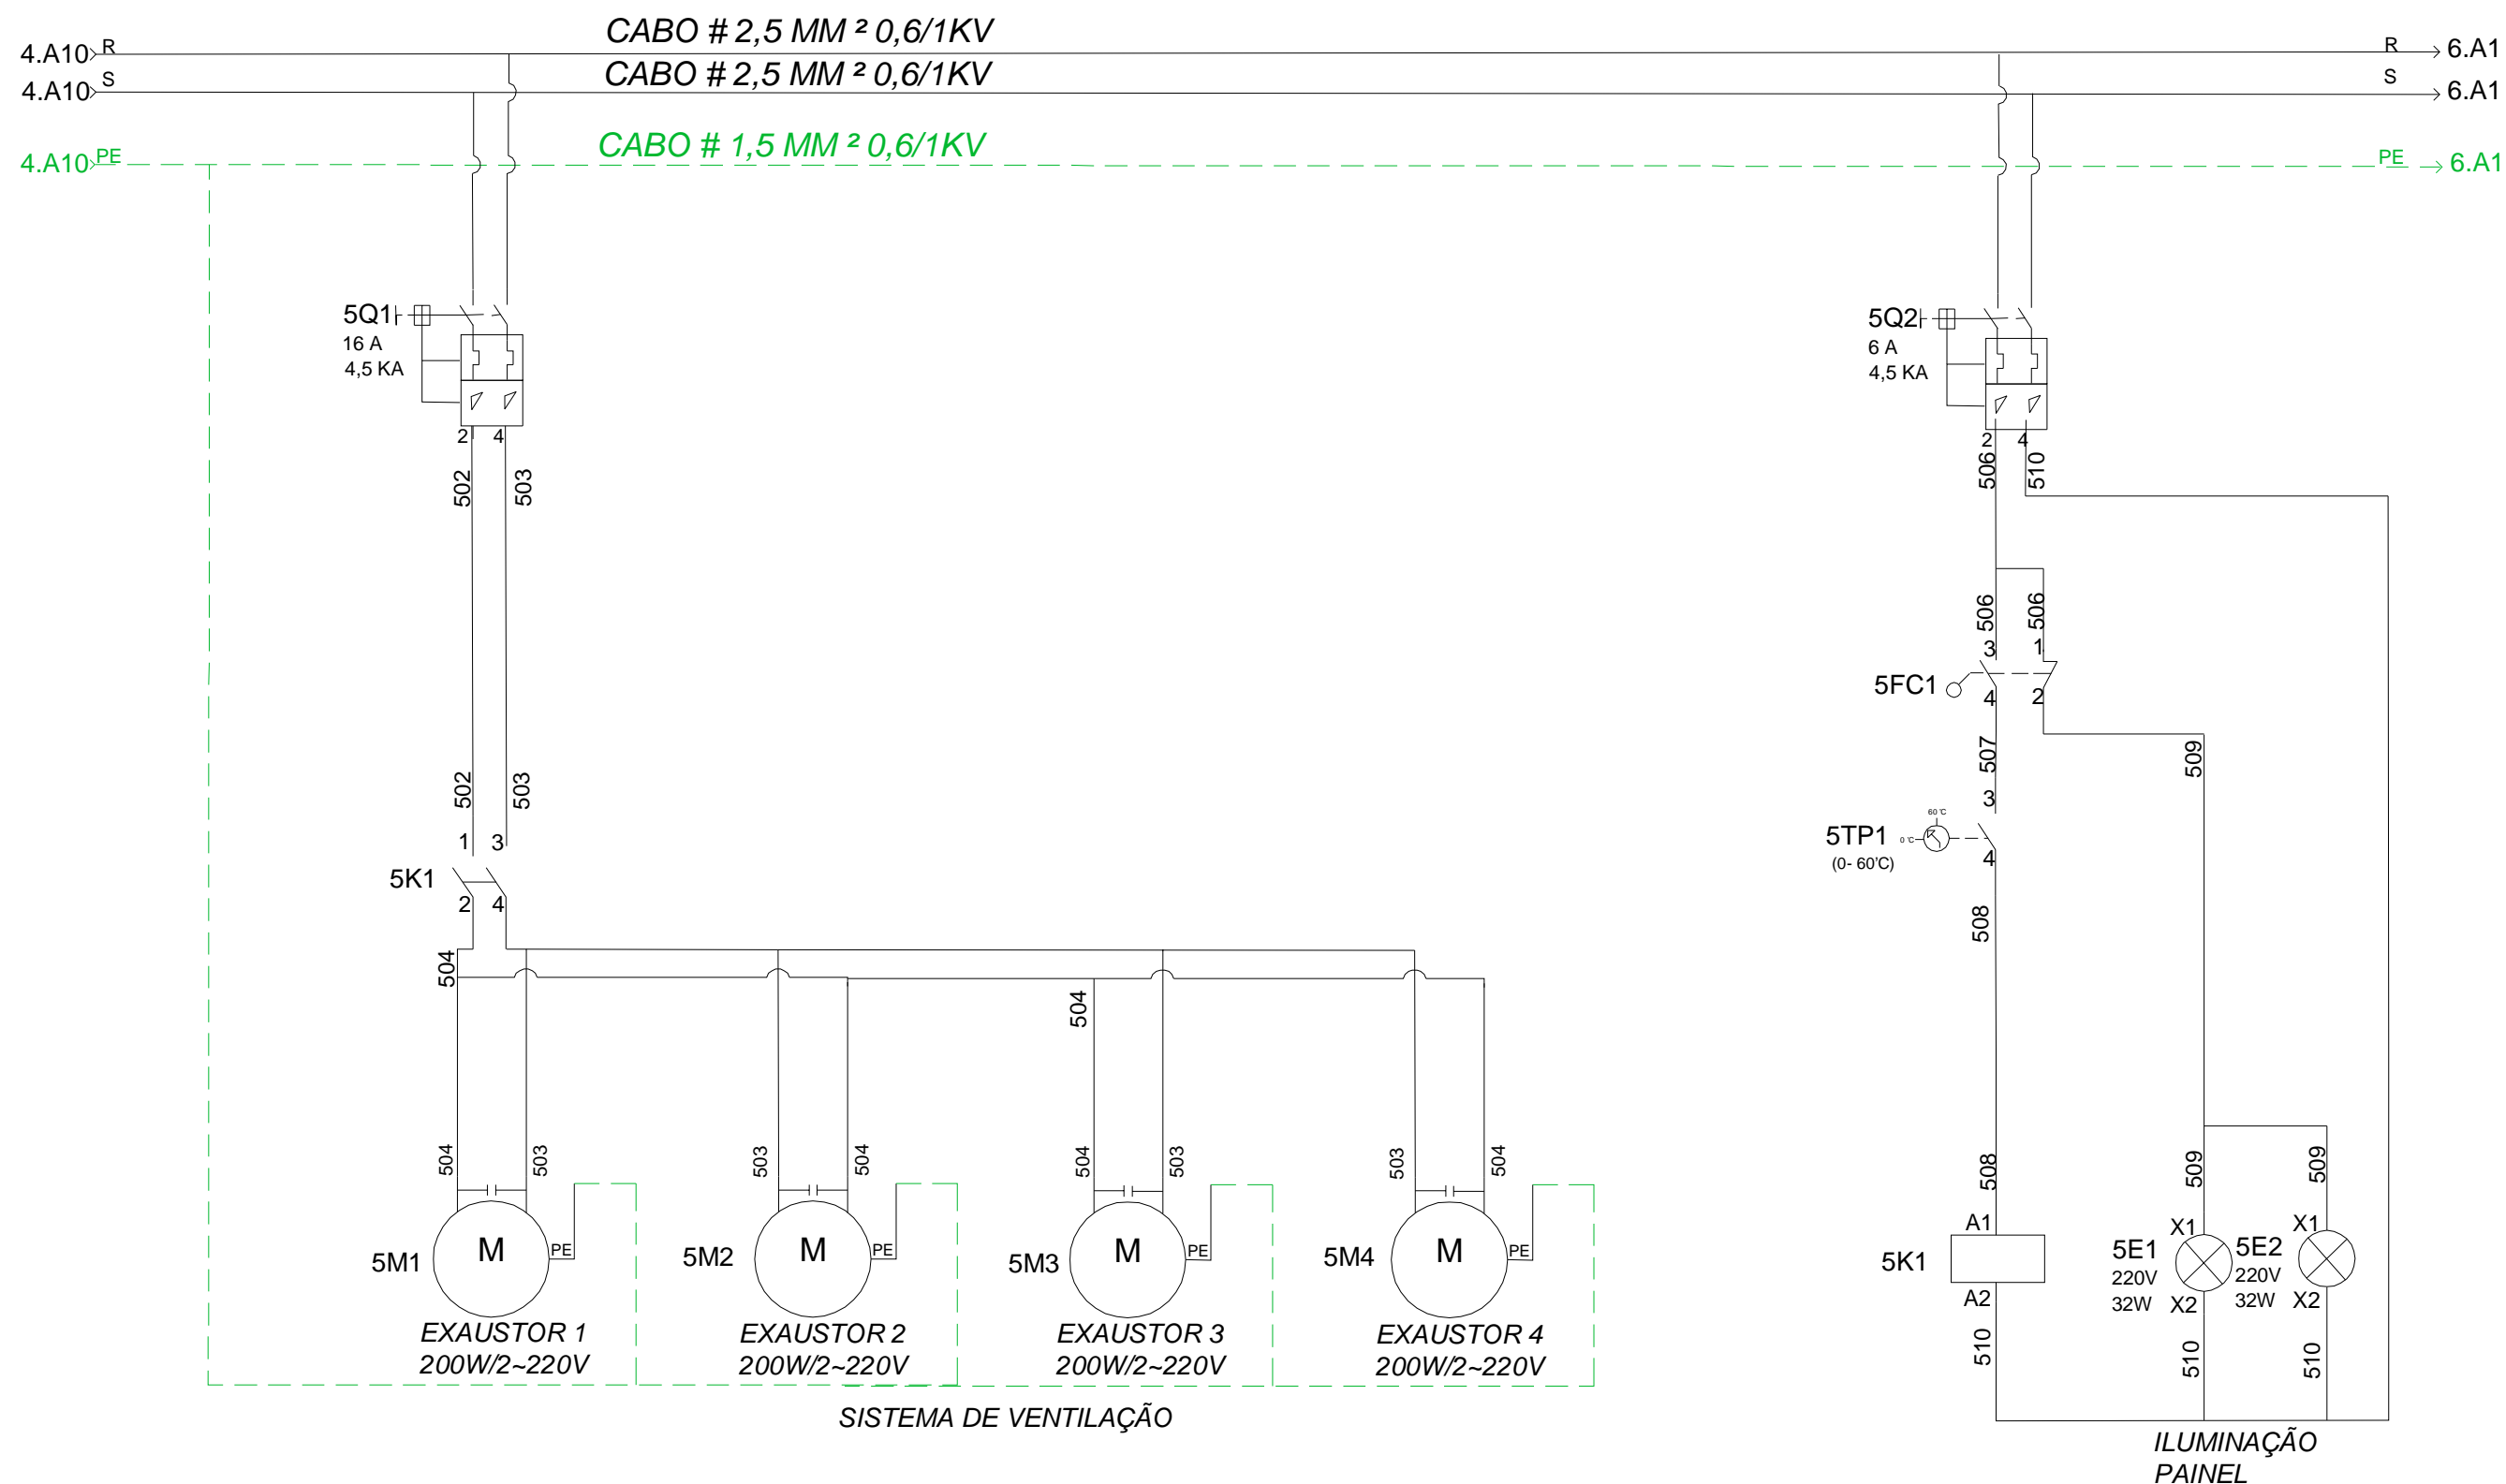 CABO # 2,5 MM ² 0,6/1KV
4.A10 R R 6.A1
CABO # 2,5 MM ² 0,6/1KV
4.A10 S S 6.A1
CABO # 1,5 MM ² 0,6/1KV
4.A10 PE PE 6.A1
5Q1
16 A
4,5 KA
2 4
502 503
502 503
1 3
5K1
2 4
504
504
504 503
503 504
504 503
503 504
5M1 M PE
5M2 M PE
5M3 M PE
5M4 M PE
EXAUSTOR 1
200W/2~220V
EXAUSTOR 2
200W/2~220V
EXAUSTOR 3
200W/2~220V
EXAUSTOR 4
200W/2~220V
SISTEMA DE VENTILAÇÃO
5Q2
6 A
4,5 KA
2 4
506 510
506 506
3 1
5FC1
4 2
507 509
3
60 ºC
5TP1 0 ºC
(0- 60'C)
4
508
508 509 509
A1 X1 X1
5K1
A2 X2 X2
5E1
220V
32W
5E2
220V
32W
510 510 510
ILUMINAÇÃO
PAINEL